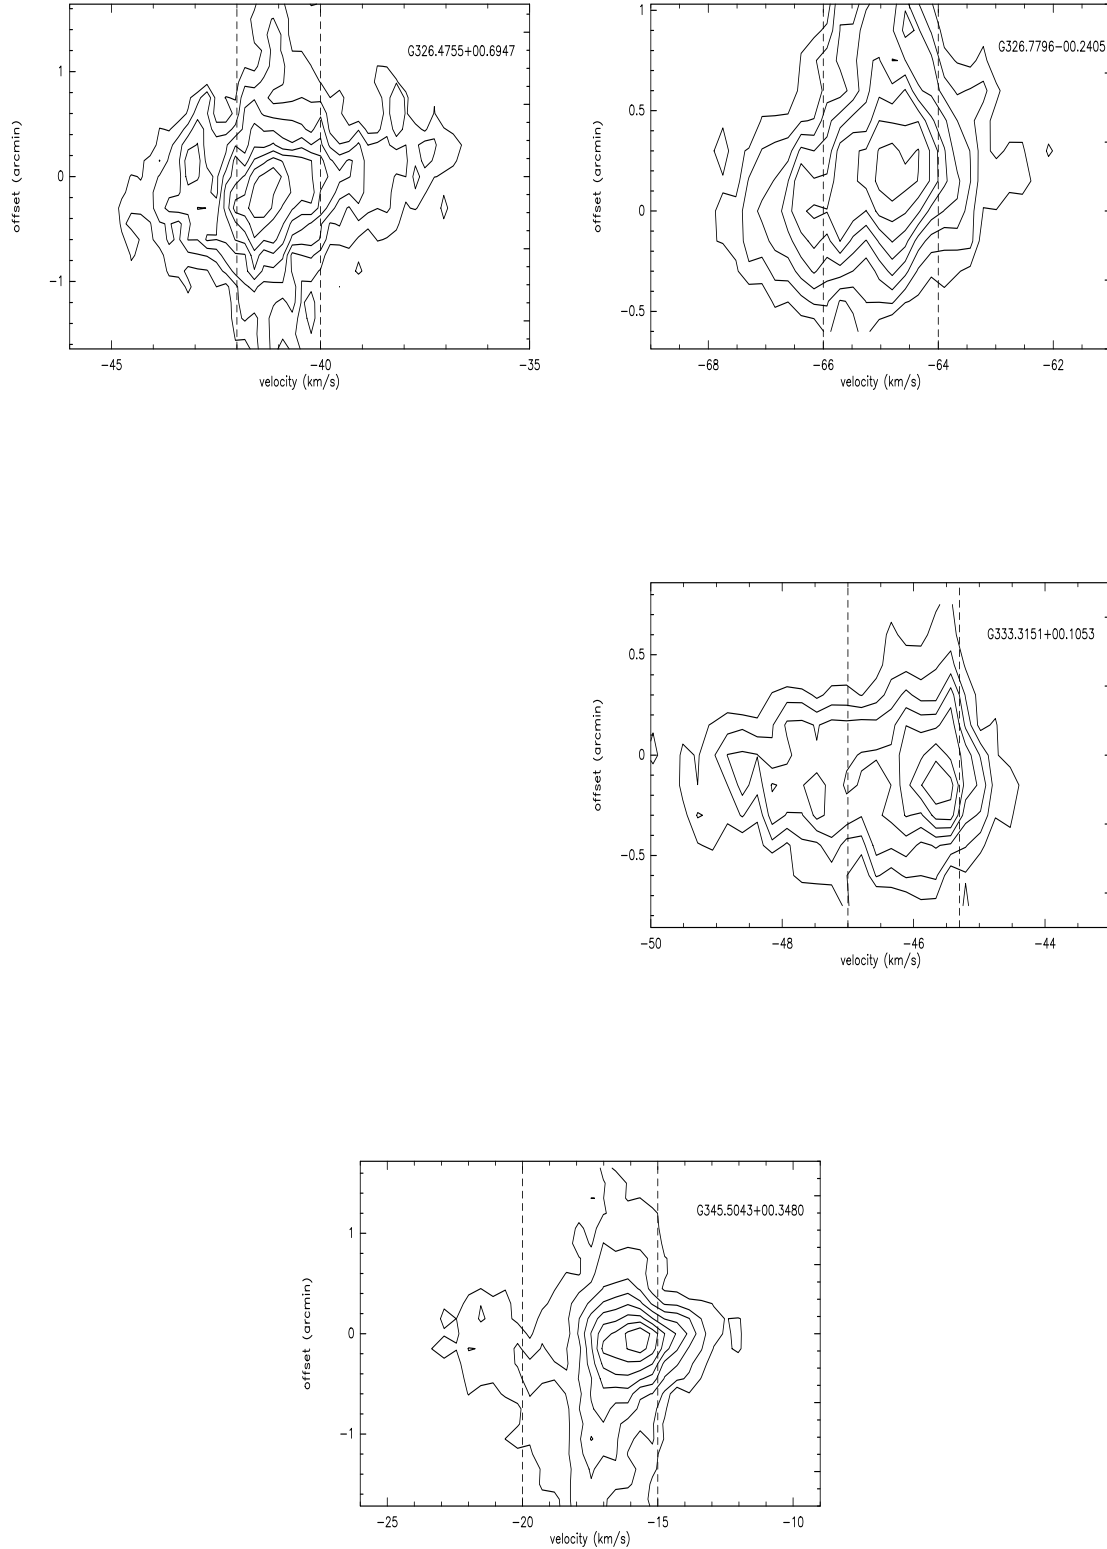 G326.4755+00.6947
offset (arcmin)
1
0
−1
−45
−40
−35
velocity (km/s)
G326.7796−00.2405
offset (arcmin)
1
0.5
0
−0.5
−68
−66
−64
−62
velocity (km/s)
G333.3151+00.1053
offset (arcmin)
0.5
0
−0.5
−50
−48
−46
−44
velocity (km/s)
G345.5043+00.3480
offset (arcmin)
1
0
−1
−25
−20
−15
−10
velocity (km/s)